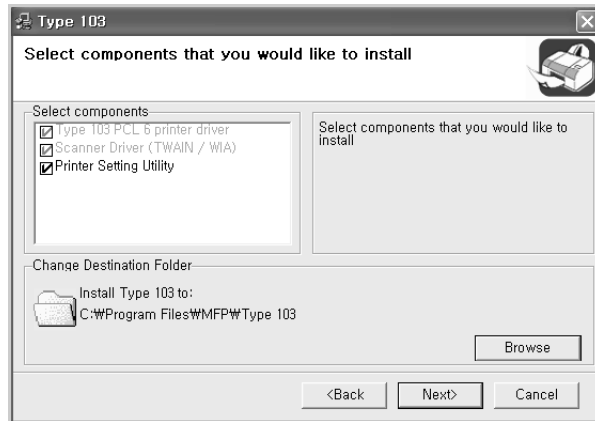 Type 103
Select components that you would like to install
Select components
Type 103 PCL 6 printer driver
Scanner Driver (TWAIN / WIA)
Printer Setting Utility
Select components that you would like to
install
Change Destination Folder
Install Type 103 to:
C:₩Program Files₩MFP₩Type 103
Browse
<Back
Next>
Cancel